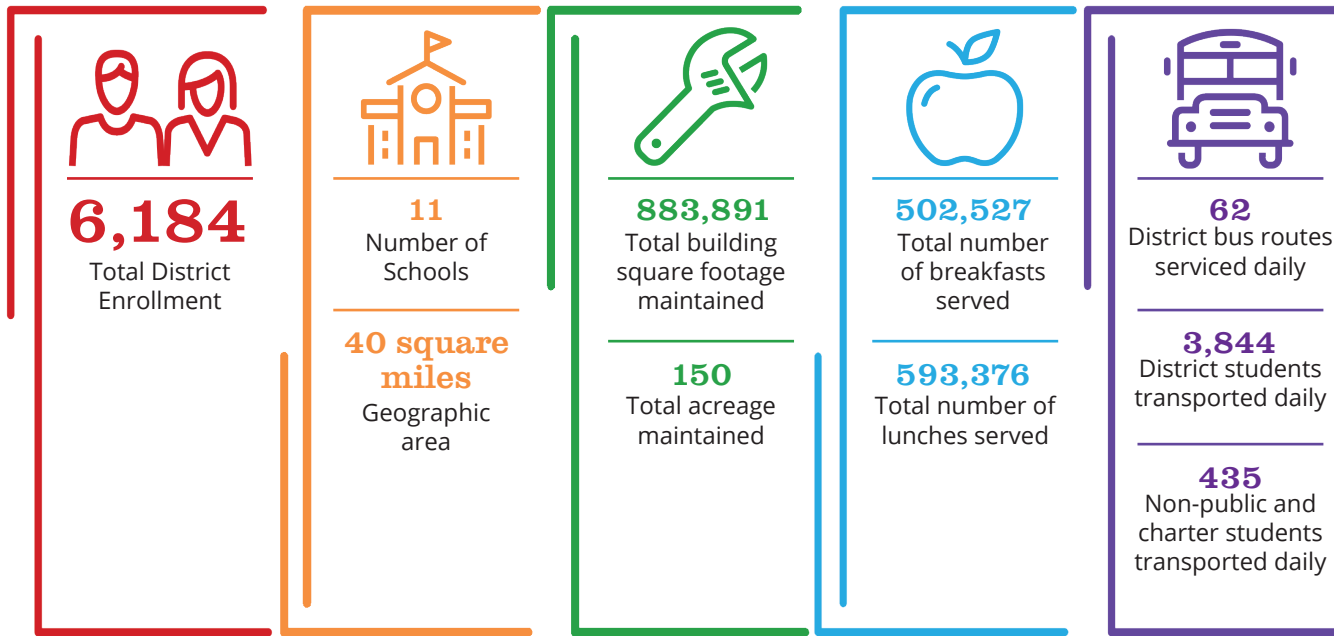 6,184
Total District
Enrollment
11
Number of
Schools
40 square
miles
Geographic
area
883,891
Total building
square footage
maintained
150
Total acreage
maintained
502,527
Total number
of breakfasts
served
593,376
Total number of
lunches served
62
District bus routes
serviced daily
3,844
District students
transported daily
435
Non-public and
charter students
transported daily